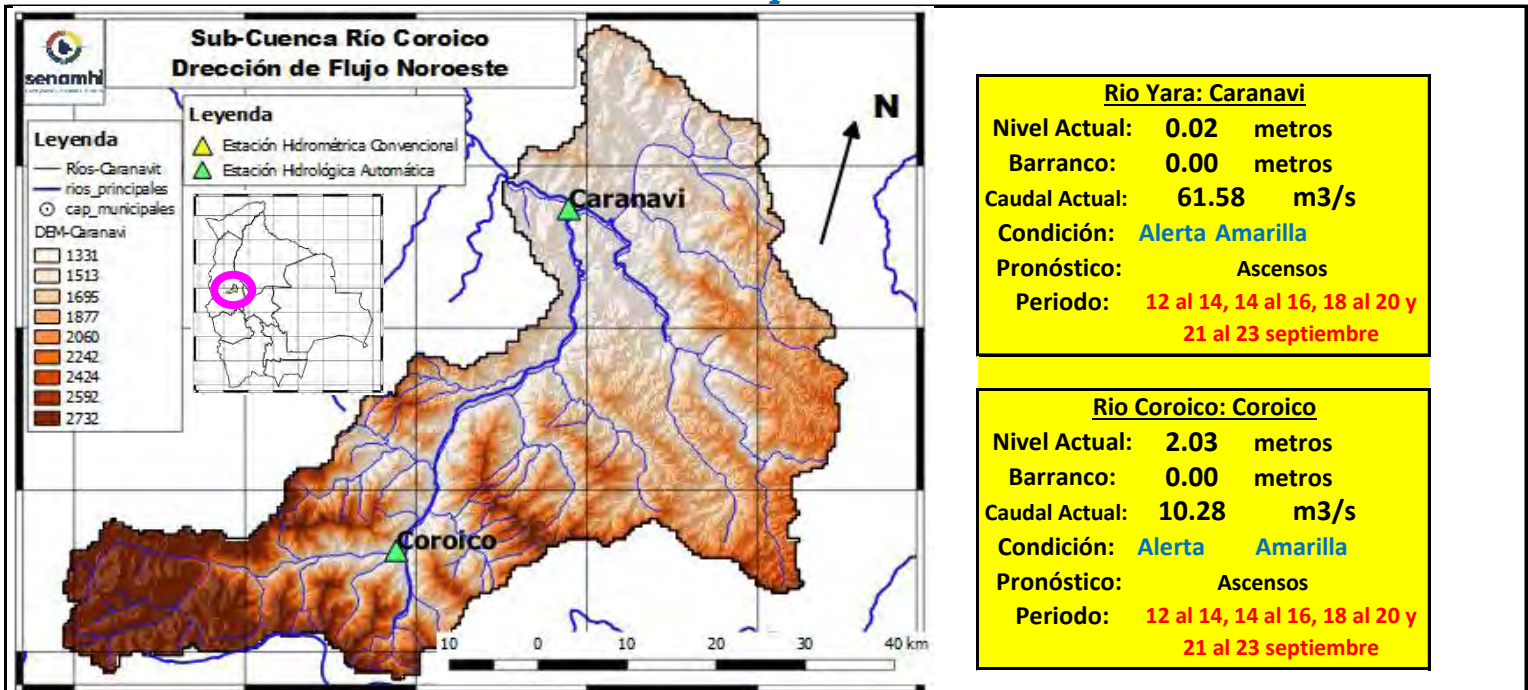 senamhi
Sub-Cuenca Río Coroico
Drección de Flujo Noroeste
Leyenda
Estación Hidrométrica Convencional
Estación Hidrológica Automática
Leyenda
Ríos-Caranavit
rios_principales
cap_municipales
DEM-Caranavi
1331
1513
1695
1877
2060
2242
2424
2592
2732
N
Caranavi
Coroico
10 0 10 20 30 40 km
Rio Yara: Caranavi
Nivel Actual: 0.02 metros
Barranco: 0.00 metros
Caudal Actual: 61.58 m3/s
Condición: Alerta Amarilla
Pronóstico: Ascensos
Periodo: 12 al 14, 14 al 16, 18 al 20 y
21 al 23 septiembre
Rio Coroico: Coroico
Nivel Actual: 2.03 metros
Barranco: 0.00 metros
Caudal Actual: 10.28 m3/s
Condición: Alerta Amarilla
Pronóstico: Ascensos
Periodo: 12 al 14, 14 al 16, 18 al 20 y
21 al 23 septiembre